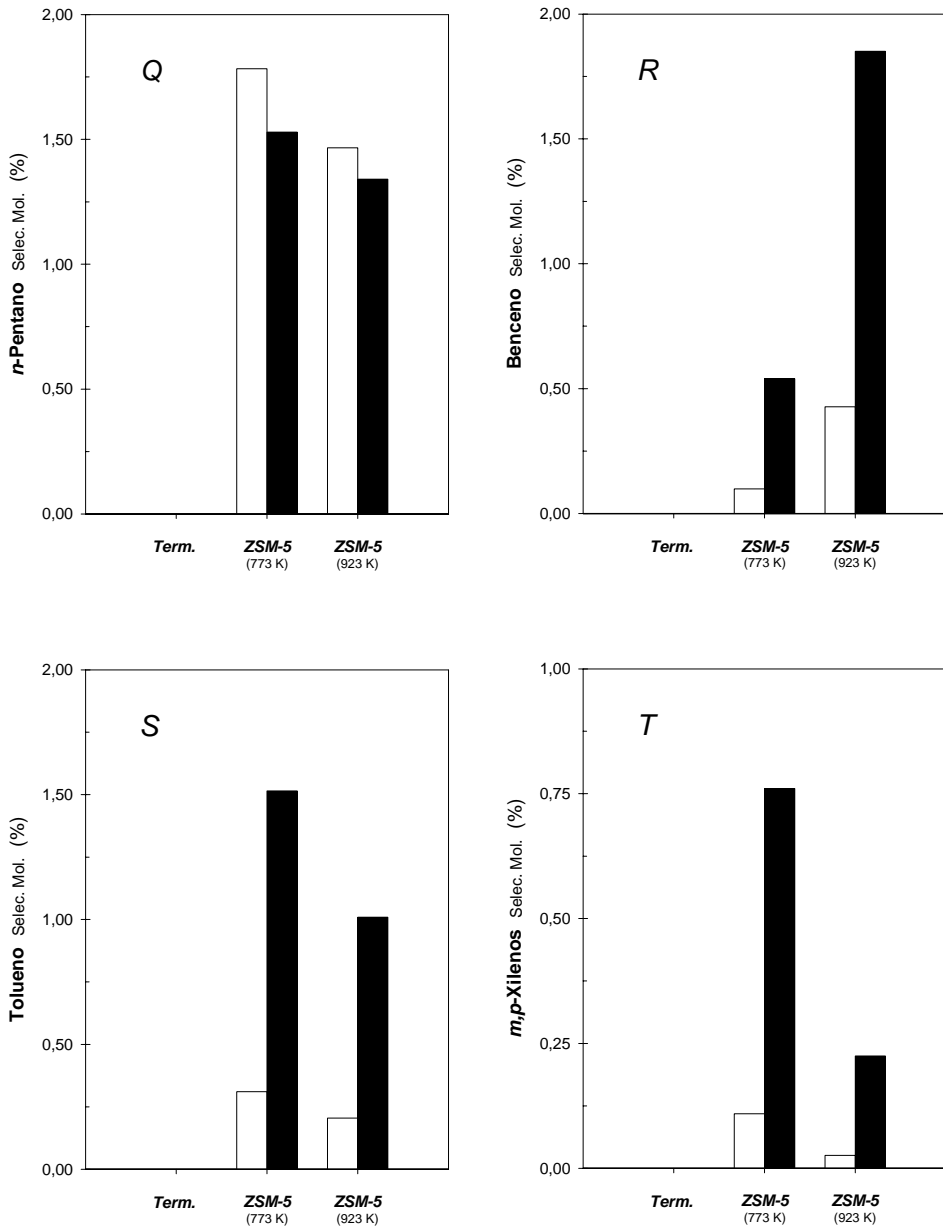 2,00
1,50
1,00
0,50
0,00
n-Pentano Selec. Mol. (%)
Q
Term.
ZSM-5
(773 K)
ZSM-5
(923 K)
2,00
1,50
1,00
0,50
0,00
Benceno Selec. Mol. (%)
R
Term.
ZSM-5
(773 K)
ZSM-5
(923 K)
2,00
1,50
1,00
0,50
0,00
Tolueno Selec. Mol. (%)
S
Term.
ZSM-5
(773 K)
ZSM-5
(923 K)
1,00
0,75
0,50
0,25
0,00
m,p-Xilenos Selec. Mol. (%)
T
Term.
ZSM-5
(773 K)
ZSM-5
(923 K)